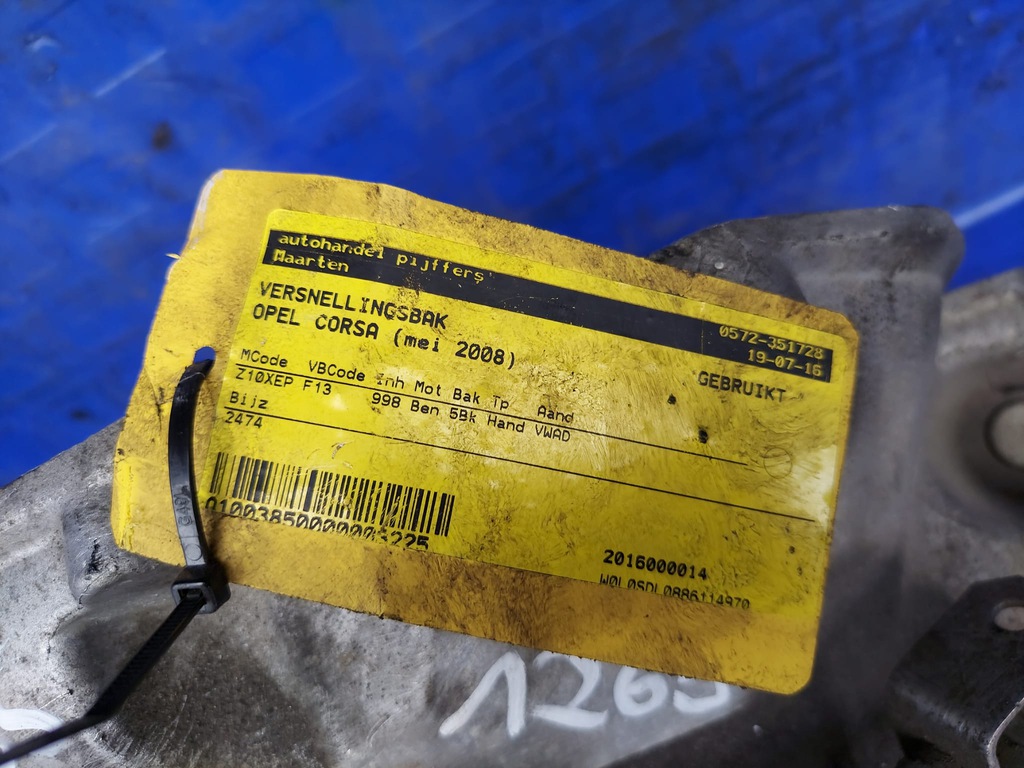 autohandel pijffers
Maarten
0572-351728
19-07-16
VERSNELLINGSBAK
OPEL CORSA (mei 2008)
GEBRUIKT
MCode VBCode Inh Mot Bak Tp Aand
Z10XEP F13 998 Ben 5Bk Hand VWAD
Bijz
2474
2016000014
W0L0SDL0886114970